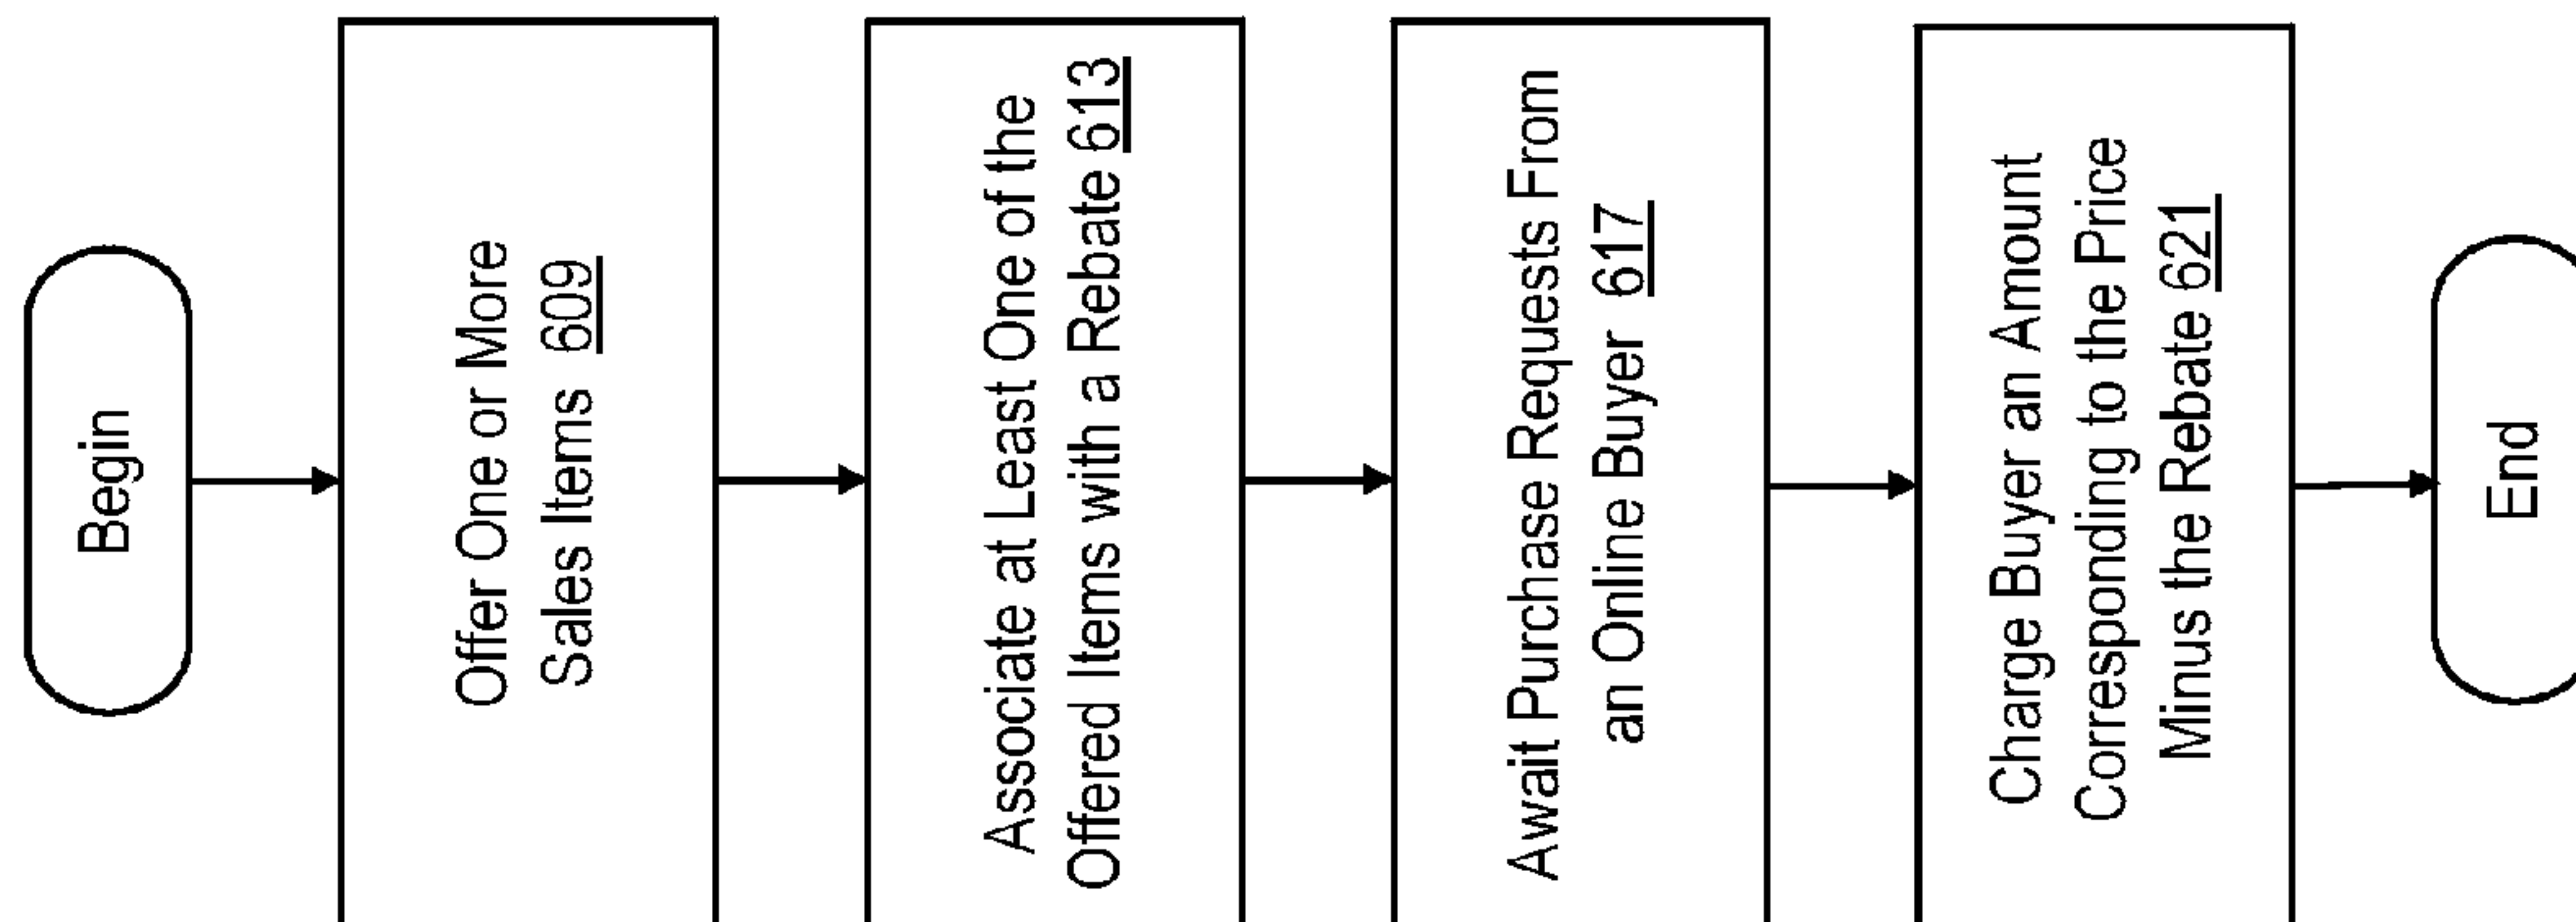 Begin
Offer One or More
Sales Items 609
Associate at Least One of the
Offered Items with a Rebate 613
Await Purchase Requests From
an Online Buyer 617
Charge Buyer an Amount
Corresponding to the Price
Minus the Rebate 621
End